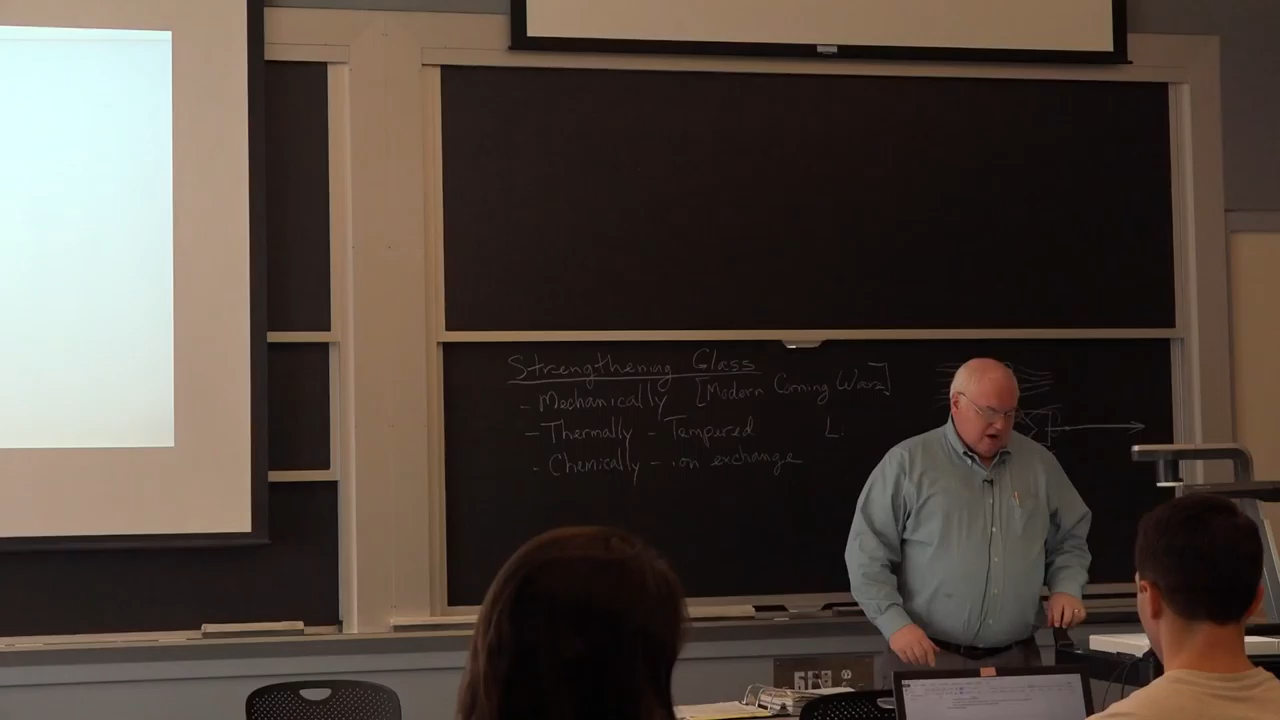 Strengthening Glass
- Mechanically [Modern Corning Ware]
- Thermally - Tempered L.
- Chemically - ion exchange